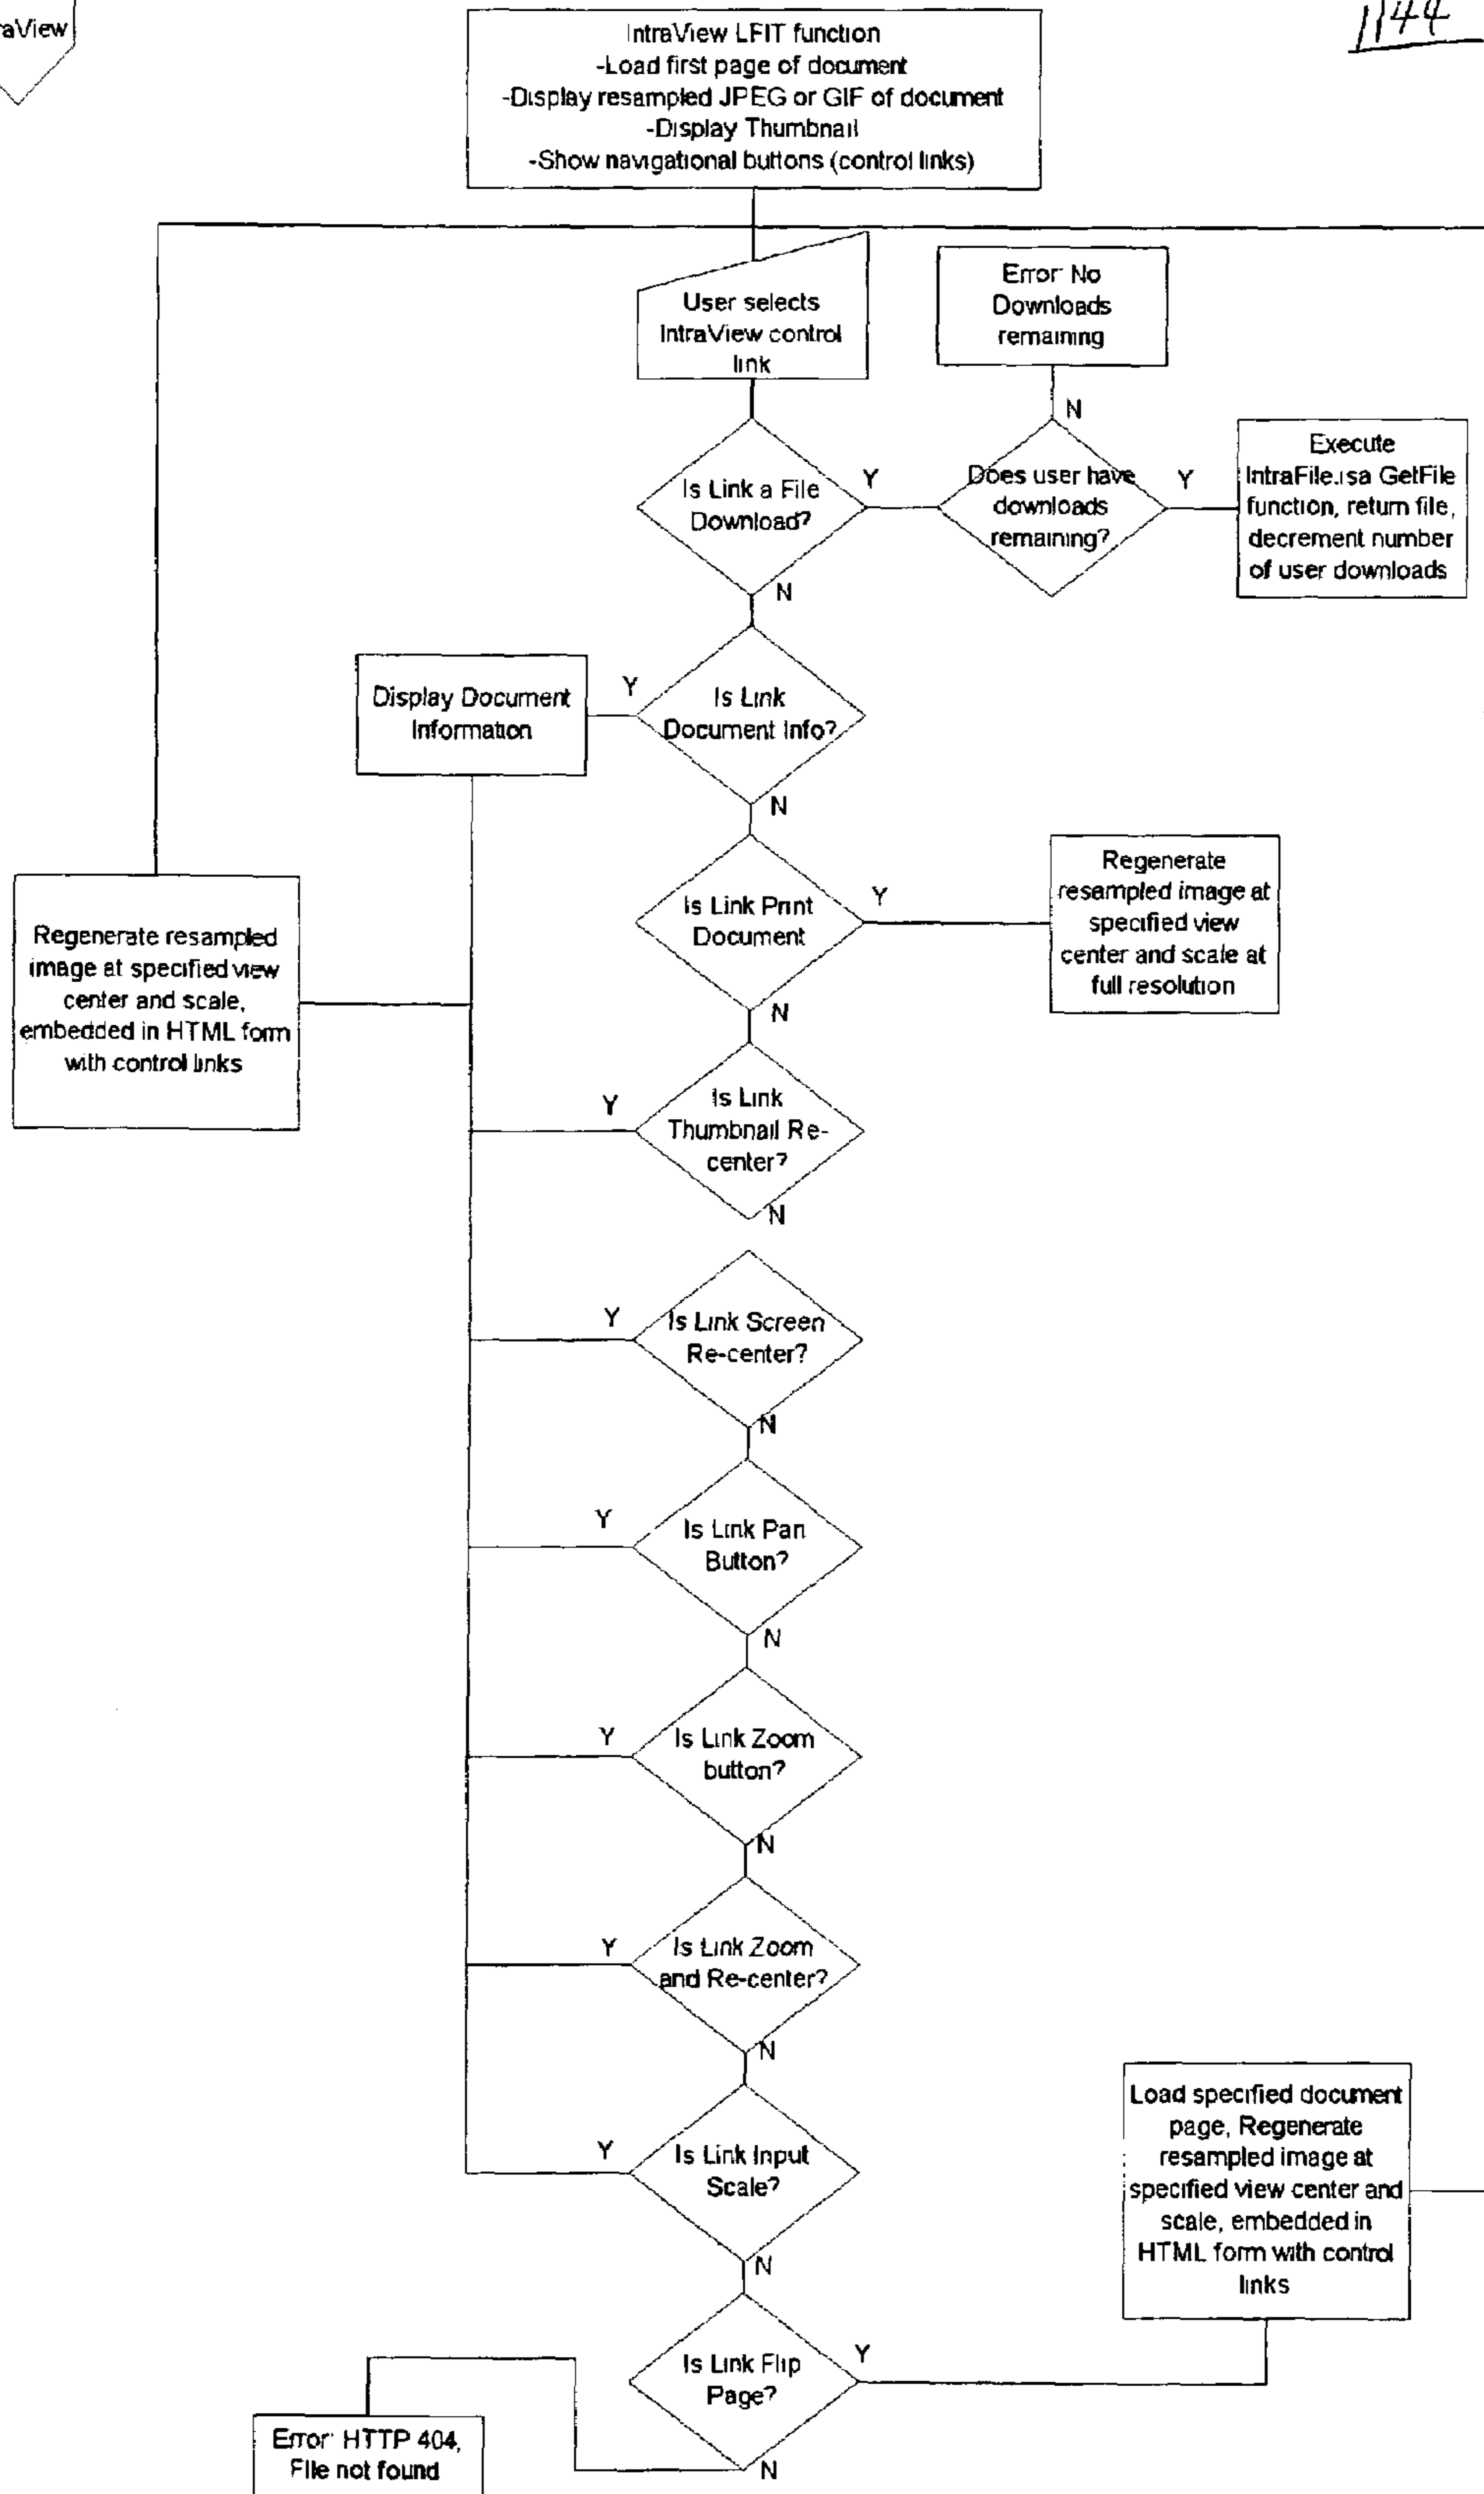 aView
1144
IntraView LFIT function
-Load first page of document
-Display resampled JPEG or GIF of document
-Display Thumbnail
-Show navigational buttons (control links)
User selects
IntraView control
link
Error: No
Downloads
remaining
Is Link a File
Download?
Y
N
Does user have
downloads
remaining?
N
Y
Execute
IntraFile.isa GetFile
function, return file,
decrement number
of user downloads
Is Link
Document Info?
Y
N
Display Document
Information
Is Link Print
Document
Y
N
Regenerate
resampled image at
specified view
center and scale at
full resolution
Regenerate resampled
image at specified view
center and scale,
embedded in HTML form
with control links
Is Link
Thumbnail Re-
center?
Y
N
Is Link Screen
Re-center?
Y
N
Is Link Pan
Button?
Y
N
Is Link Zoom
button?
Y
N
Is Link Zoom
and Re-center?
Y
N
Is Link Input
Scale?
Y
N
Load specified document
page, Regenerate
resampled image at
specified view center and
scale, embedded in
HTML form with control
links
Is Link Flip
Page?
Y
N
Error: HTTP 404,
File not found